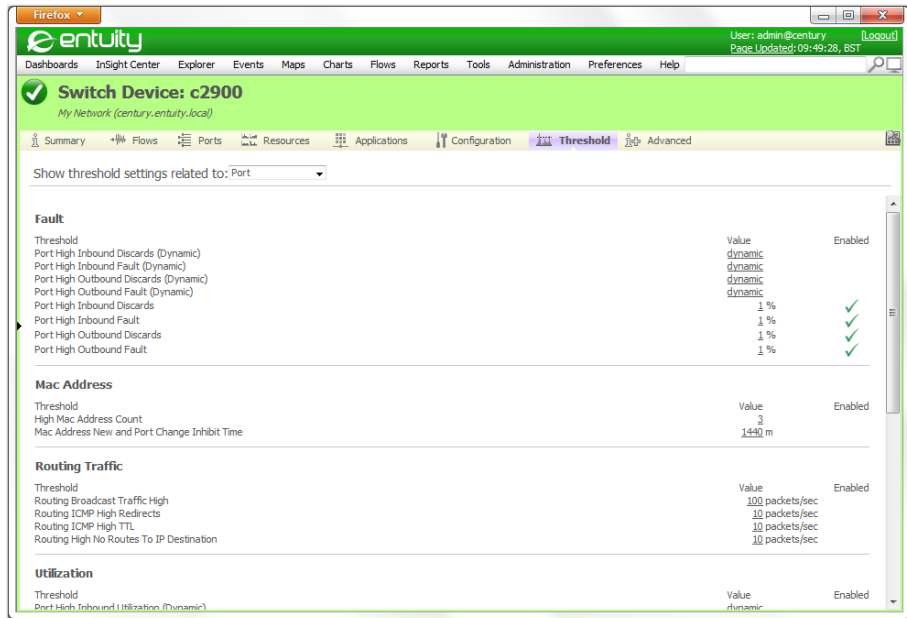 Firefox
entuity
User: admin@century [Logout]
Page Updated: 09:49:28, BST
Dashboards InSight Center Explorer Events Maps Charts Flows Reports Tools Administration Preferences Help
Switch Device: c2900
My Network (century.entuity.local)
Summary Flows Ports Resources Applications Configuration Threshold Advanced
Show threshold settings related to: Port
Fault
Threshold Value Enabled
Port High Inbound Discards (Dynamic) dynamic
Port High Inbound Fault (Dynamic) dynamic
Port High Outbound Discards (Dynamic) dynamic
Port High Outbound Fault (Dynamic) dynamic
Port High Inbound Discards 1 %
Port High Inbound Fault 1 %
Port High Outbound Discards 1 %
Port High Outbound Fault 1 %
Mac Address
Threshold Value Enabled
High Mac Address Count 3
Mac Address New and Port Change Inhibit Time 1440 m
Routing Traffic
Threshold Value Enabled
Routing Broadcast Traffic High 100 packets/sec
Routing ICMP High Redirects 10 packets/sec
Routing ICMP High TTL 10 packets/sec
Routing High No Routes To IP Destination 10 packets/sec
Utilization
Threshold Value Enabled
Port High Inbound Utilization (Dynamic) dynamic